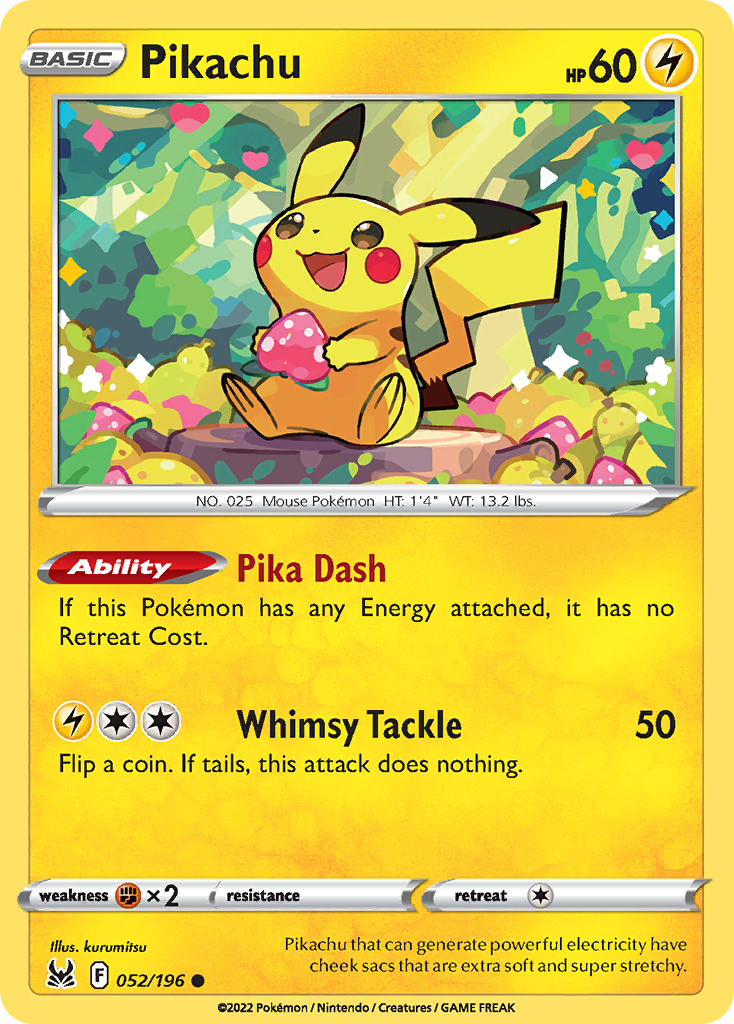 BASIC Pikachu HP 60
NO. 025 Mouse Pokémon HT: 1'4" WT: 13.2 lbs.
Ability Pika Dash
If this Pokémon has any Energy attached, it has no
Retreat Cost.
Whimsy Tackle 50
Flip a coin. If tails, this attack does nothing.
weakness ×2 resistance retreat
Illus. kurumitsu
Pikachu that can generate powerful electricity have
cheek sacs that are extra soft and super stretchy.
F 052/196
©2022 Pokémon / Nintendo / Creatures / GAME FREAK